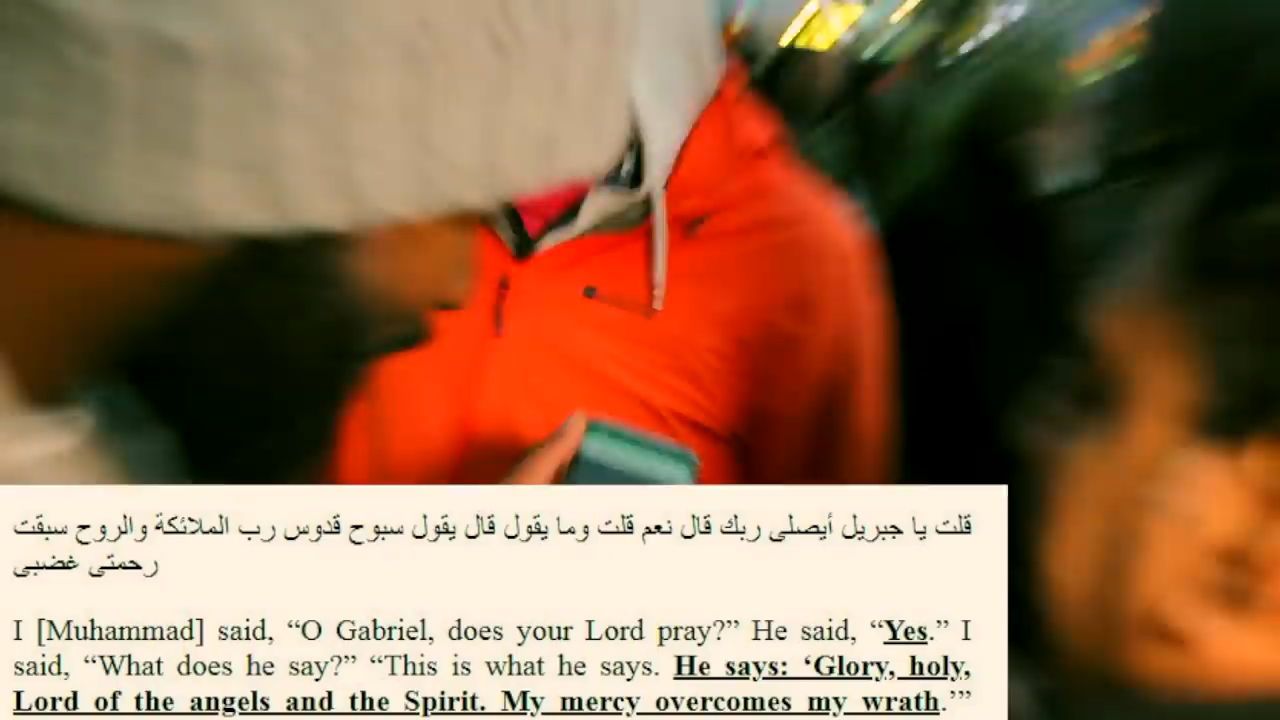 قلت يا جبريل أيصلى ربك قال نعم قلت وما يقول قال يقول سبوح قدوس رب الملائكة والروح سبقت
رحمتى غضبى
I [Muhammad] said, “O Gabriel, does your Lord pray?” He said, “Yes.” I
said, “What does he say?” “This is what he says. He says: ‘Glory, holy,
Lord of the angels and the Spirit. My mercy overcomes my wrath.’”